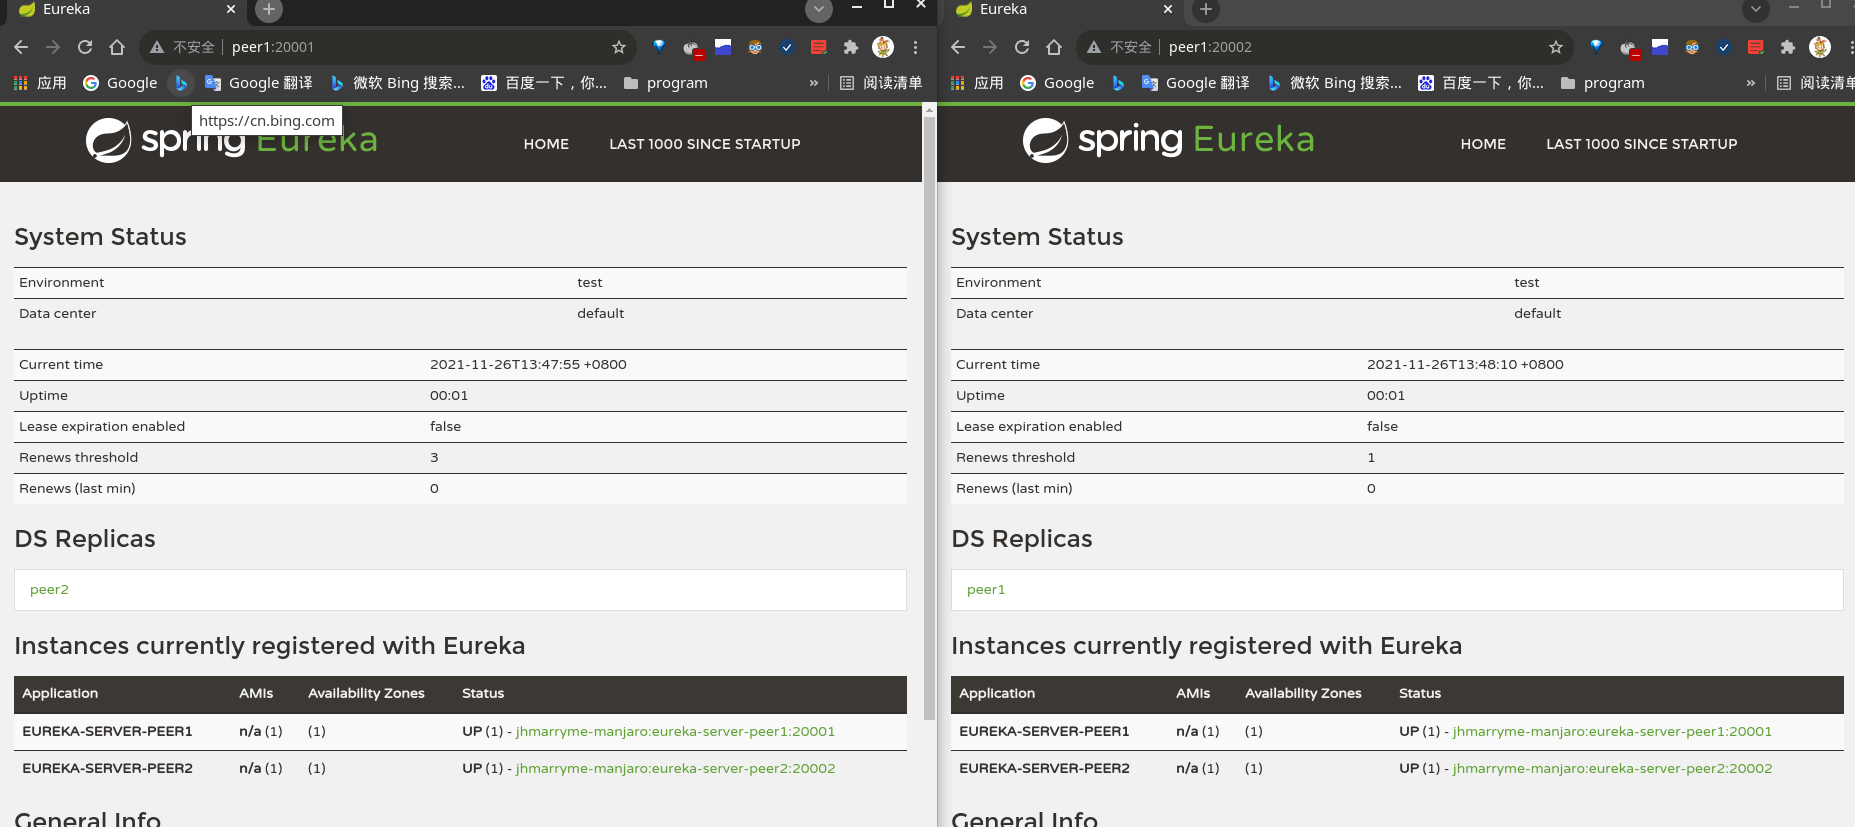 Eureka
不安全 peer1:20001
应用 Google Google 翻译 微软 Bing 搜索... 百度一下，你... program » 阅读清单
https://cn.bing.com
spring Eureka HOME LAST 1000 SINCE STARTUP
System Status
Environment test
Data center default
Current time 2021-11-26T13:47:55 +0800
Uptime 00:01
Lease expiration enabled false
Renews threshold 3
Renews (last min) 0
DS Replicas
peer2
Instances currently registered with Eureka
Application AMIs Availability Zones Status
EUREKA-SERVER-PEER1 n/a (1) (1) UP (1) - jhmarryme-manjaro:eureka-server-peer1:20001
EUREKA-SERVER-PEER2 n/a (1) (1) UP (1) - jhmarryme-manjaro:eureka-server-peer2:20002
General Info
Eureka
不安全 peer1:20002
应用 Google Google 翻译 微软 Bing 搜索... 百度一下，你... program » 阅读清单
spring Eureka HOME LAST 1000 SINCE STARTUP
System Status
Environment test
Data center default
Current time 2021-11-26T13:48:10 +0800
Uptime 00:01
Lease expiration enabled false
Renews threshold 1
Renews (last min) 0
DS Replicas
peer1
Instances currently registered with Eureka
Application AMIs Availability Zones Status
EUREKA-SERVER-PEER1 n/a (1) (1) UP (1) - jhmarryme-manjaro:eureka-server-peer1:20001
EUREKA-SERVER-PEER2 n/a (1) (1) UP (1) - jhmarryme-manjaro:eureka-server-peer2:20002
General Info